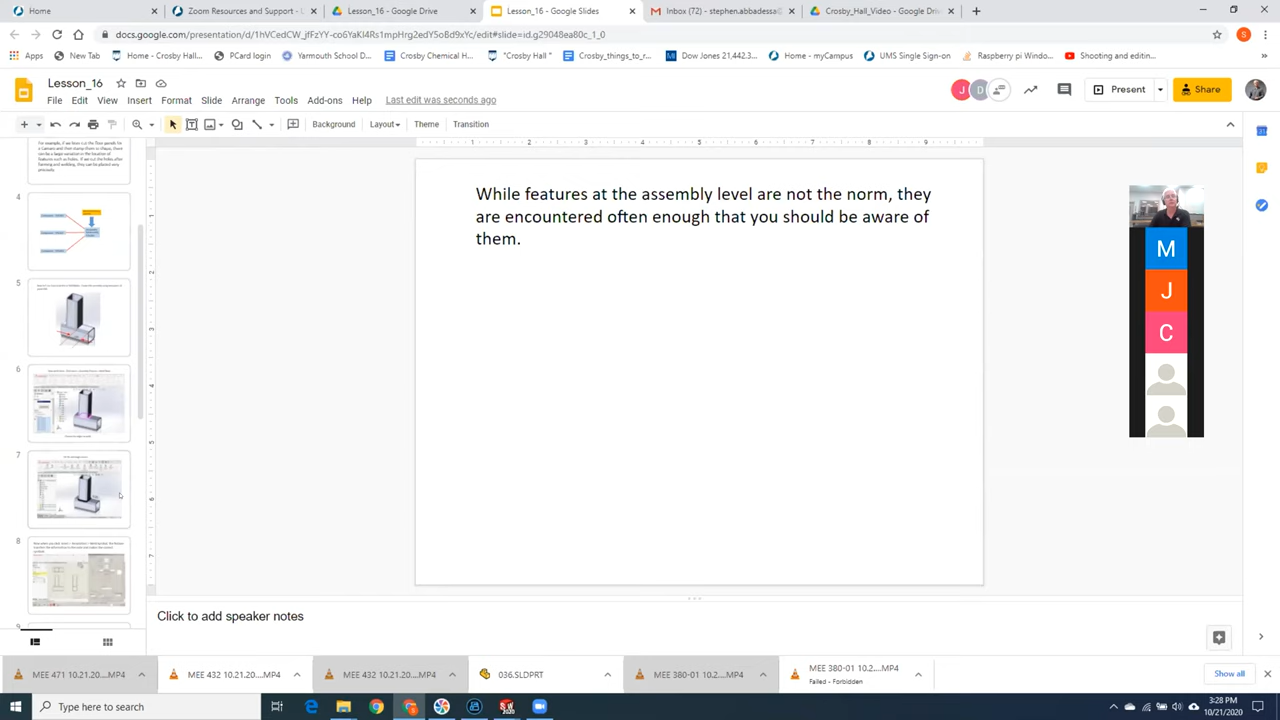 Home
Zoom Resources and Support -
Lesson_16 - Google Drive
Lesson_16 - Google Slides
Inbox (72) - stephen.abbadessa@
Crosby_Hall_Video - Google Driv
docs.google.com/presentation/d/1hVCedCW_jfFzYY-co6YaKI4Rs1mpHrg2edY5oBd9xYc/edit#slide=id.g29048ea80c_1_0
Apps
New Tab
Home - Crosby Hall...
PCard login
Yarmouth School D...
Crosby Chemical H...
"Crosby Hall "
Crosby_things_to_r...
Dow Jones 21,442.3...
Home - myCampus
UMS Single Sign-on
Raspberry pi Window...
Shooting and editin...
Lesson_16
File Edit View Insert Format Slide Arrange Tools Add-ons Help Last edit was seconds ago
Present
Share
Background Layout Theme Transition
While features at the assembly level are not the norm, they
are encountered often enough that you should be aware of
them.
4
5
6
7
8
9
M
J
C
Click to add speaker notes
MEE 471 10.21.20....MP4
MEE 432 10.21.20....MP4
MEE 432 10.21.20....MP4
036.SLDPRT
MEE 380-01 10.2....MP4
MEE 380-01 10.2....MP4
Failed - Forbidden
Show all
Type here to search
3:28 PM
10/21/2020